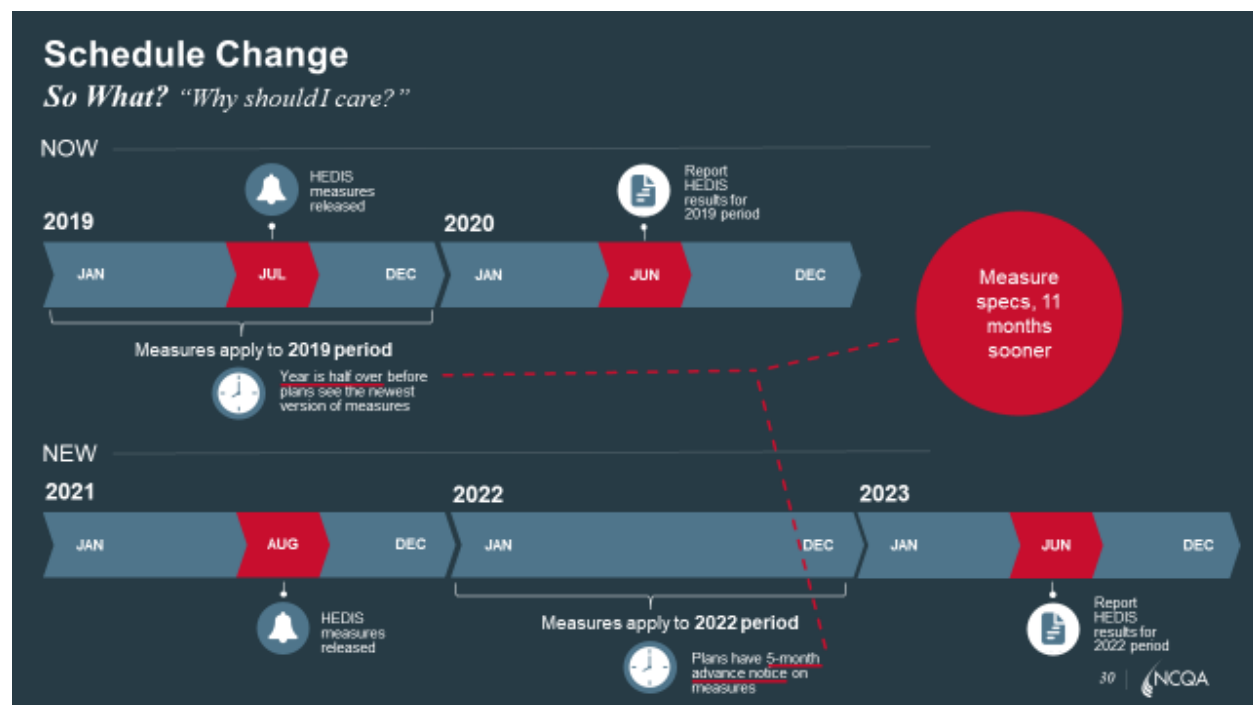 Schedule Change
So What? “Why should I care?”
NOW
HEDIS
measures
released
Report
HEDIS
results for
2019 period
2019
2020
JAN
JUL
DEC
JAN
JUN
DEC
Measure
specs, 11
months
sooner
Measures apply to 2019 period
Year is half over before
plans see the newest
version of measures
NEW
2021
2022
2023
JAN
AUG
DEC
JAN
DEC
JAN
JUN
DEC
HEDIS
measures
released
Measures apply to 2022 period
Plans have 5-month
advance notice on
measures
Report
HEDIS
results for
2022 period
30
NCQA